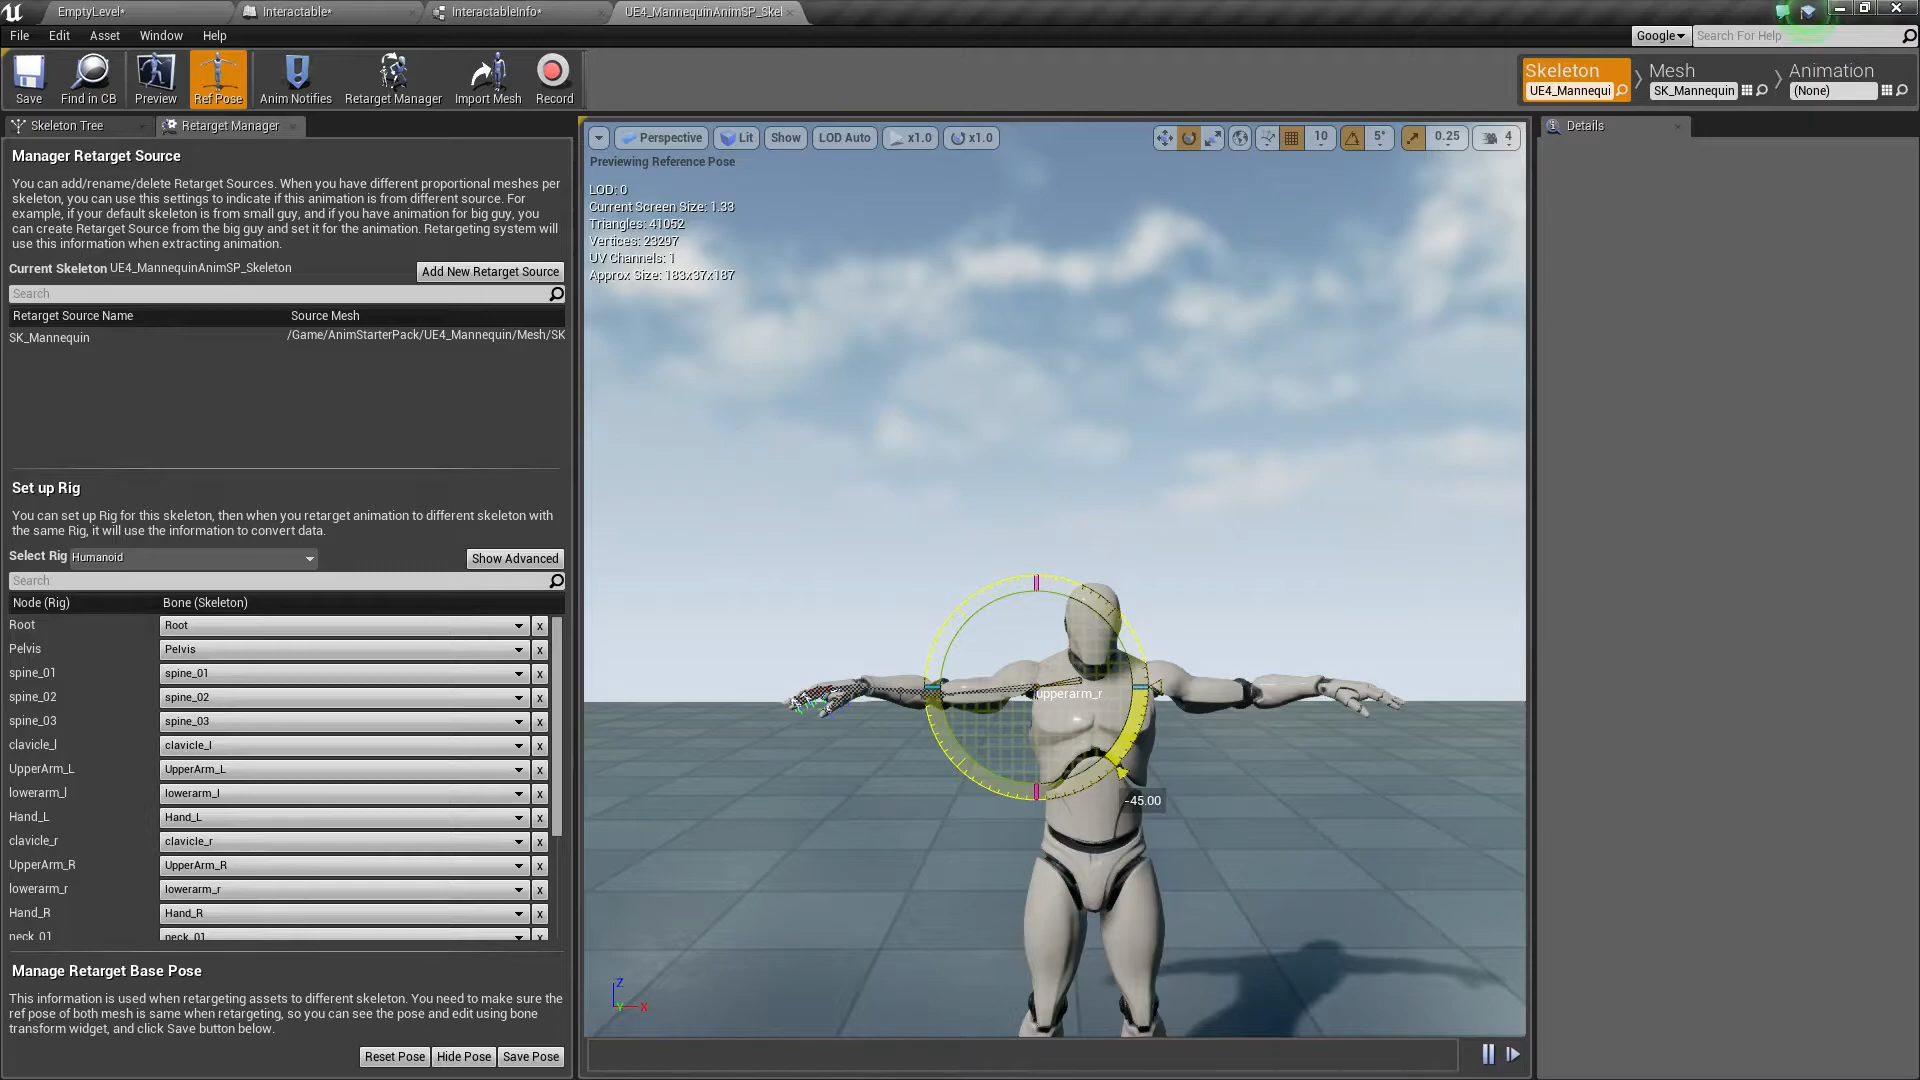 EmptyLevel*
Interactable*
InteractableInfo*
UE4_MannequinAnimSP_Skel
File
Edit
Asset
Window
Help
Google
Search For Help
Save
Find in CB
Preview
Ref Pose
Anim Notifies
Retarget Manager
Import Mesh
Record
Skeleton
UE4_Mannequi
Mesh
SK_Mannequin
Animation
(None)
Skeleton Tree
Retarget Manager
Manager Retarget Source
You can add/rename/delete Retarget Sources. When you have different proportional meshes per
skeleton, you can use this settings to indicate if this animation is from different source. For
example, if your default skeleton is from small guy, and if you have animation for big guy, you
can create Retarget Source from the big guy and set it for the animation. Retargeting system will
use this information when extracting animation.
Current Skeleton UE4_MannequinAnimSP_Skeleton
Add New Retarget Source
Search
Retarget Source Name
Source Mesh
SK_Mannequin
/Game/AnimStarterPack/UE4_Mannequin/Mesh/SK
Set up Rig
You can set up Rig for this skeleton, then when you retarget animation to different skeleton with
the same Rig, it will use the information to convert data.
Select Rig
Humanoid
Show Advanced
Search
Node (Rig)
Bone (Skeleton)
Root
Root
x
Pelvis
Pelvis
x
spine_01
spine_01
x
spine_02
spine_02
x
spine_03
spine_03
x
clavicle_l
clavicle_l
x
UpperArm_L
UpperArm_L
x
lowerarm_l
lowerarm_l
x
Hand_L
Hand_L
x
clavicle_r
clavicle_r
x
UpperArm_R
UpperArm_R
x
lowerarm_r
lowerarm_r
x
Hand_R
Hand_R
x
neck_01
neck_01
x
Manage Retarget Base Pose
This information is used when retargeting assets to different skeleton. You need to make sure the
ref pose of both mesh is same when retargeting, so you can see the pose and edit using bone
transform widget, and click Save button below.
Reset Pose
Hide Pose
Save Pose
Perspective
Lit
Show
LOD Auto
x1.0
x1.0
10
5°
0.25
4
Previewing Reference Pose
LOD: 0
Current Screen Size: 1.33
Triangles: 41052
Vertices: 23297
UV Channels: 1
Approx Size: 183x37x187
upperarm_r
-45.00
Z
Y
X
Details